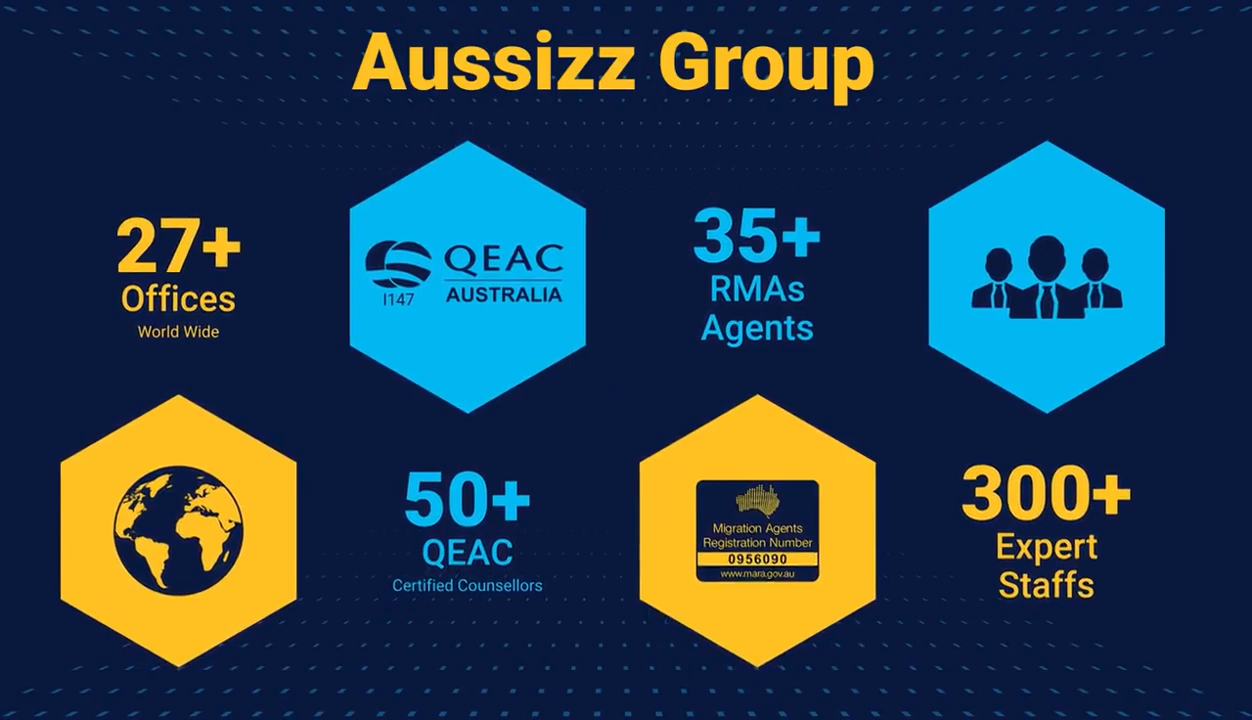 Aussizz Group
27+
Offices
World Wide
I147
QEAC
AUSTRALIA
35+
RMAs
Agents
50+
QEAC
Certified Counsellors
Migration Agents
Registration Number
0956090
www.mara.gov.au
300+
Expert
Staffs